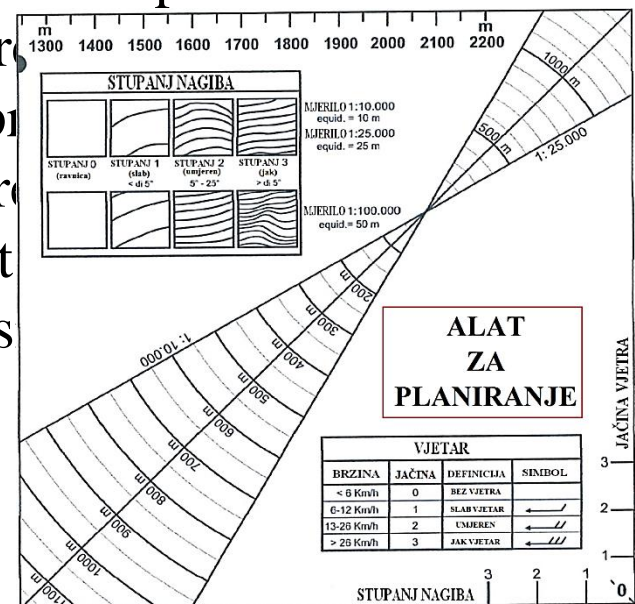 m m
1300 1400 1500 1600 1700 1800 1900 2000 2100 2200
STUPANJ NAGIBA
STUPANJ 0 STUPANJ 1 STUPANJ 2 STUPANJ 3
(ravnica) (slab) (umjeren) (jak)
< di 5° 5° - 25° > di 5°
MJERILO 1:10.000
equid. = 10 m
MJERILO 1:25.000
equid. = 25 m
MJERILO 1:100.000
equid.= 50 m
1000 m
500 m
1: 25.000
200 m
300 m
400 m
500 m
600 m
700 m
800 m
900 m
1000 m
1100 m
1: 10.000
ALAT
ZA
PLANIRANJE
JAČINA VJETRA
3
2
1
VJETAR
BRZINA JAČINA DEFINICIJA SIMBOL
< 6 Km/h 0 BEZ VJETRA
6-12 Km/h 1 SLAB VJETAR
13-26 Km/h 2 UMJEREN
> 26 Km/h 3 JAK VJETAR
STUPANJ NAGIBA 3 2 1 0